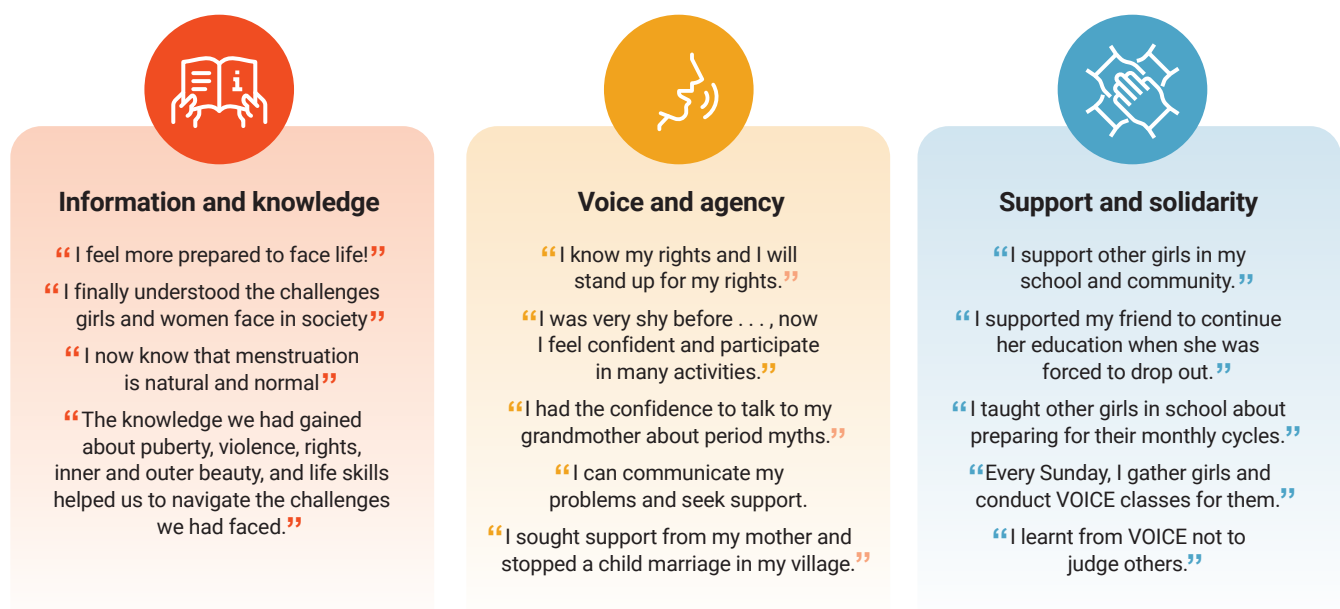 Information and knowledge
“I feel more prepared to face life!”
“I finally understood the challenges
girls and women face in society”
“I now know that menstruation
is natural and normal”
“The knowledge we had gained
about puberty, violence, rights,
inner and outer beauty, and life skills
helped us to navigate the challenges
we had faced.”
Voice and agency
“I know my rights and I will
stand up for my rights.”
“I was very shy before . . . , now
I feel confident and participate
in many activities.”
“I had the confidence to talk to my
grandmother about period myths.”
“I can communicate my
problems and seek support.
“I sought support from my mother and
stopped a child marriage in my village.”
Support and solidarity
“I support other girls in my
school and community.”
“I supported my friend to continue
her education when she was
forced to drop out.”
“I taught other girls in school about
preparing for their monthly cycles.”
“Every Sunday, I gather girls and
conduct VOICE classes for them.”
“I learnt from VOICE not to
judge others.”